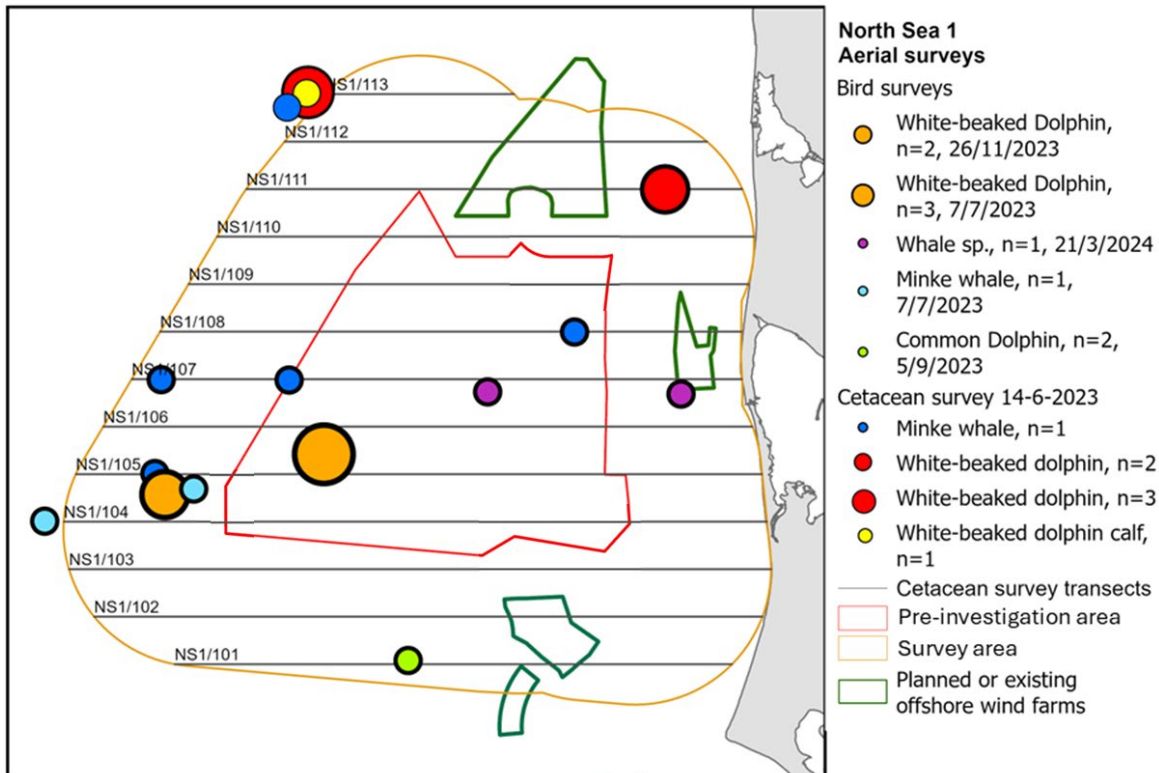 NS1/113
NS1/112
NS1/111
NS1/110
NS1/109
NS1/108
NS1/107
NS1/106
NS1/105
NS1/104
NS1/103
NS1/102
NS1/101
North Sea 1
Aerial surveys
Bird surveys
White-beaked Dolphin,
n=2, 26/11/2023
White-beaked Dolphin,
n=3, 7/7/2023
Whale sp., n=1, 21/3/2024
Minke whale, n=1,
7/7/2023
Common Dolphin, n=2,
5/9/2023
Cetacean survey 14-6-2023
Minke whale, n=1
White-beaked dolphin, n=2
White-beaked dolphin, n=3
White-beaked dolphin calf,
n=1
Cetacean survey transects
Pre-investigation area
Survey area
Planned or existing
offshore wind farms